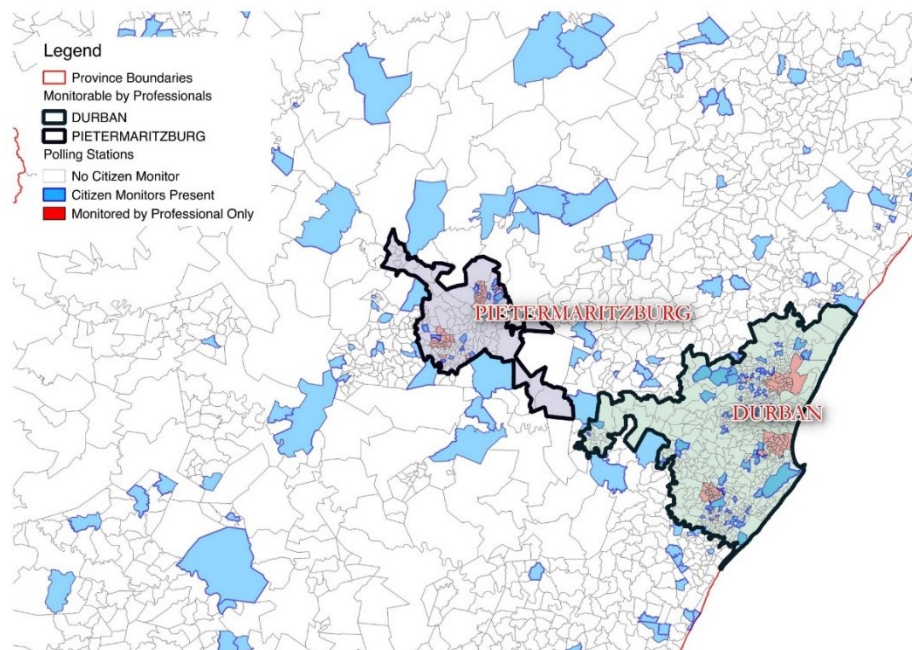 Legend
Province Boundaries
Monitorable by Professionals
DURBAN
PIETERMARITZBURG
Polling Stations
No Citizen Monitor
Citizen Monitors Present
Monitored by Professional Only
PIETERMARITZBURG
DURBAN